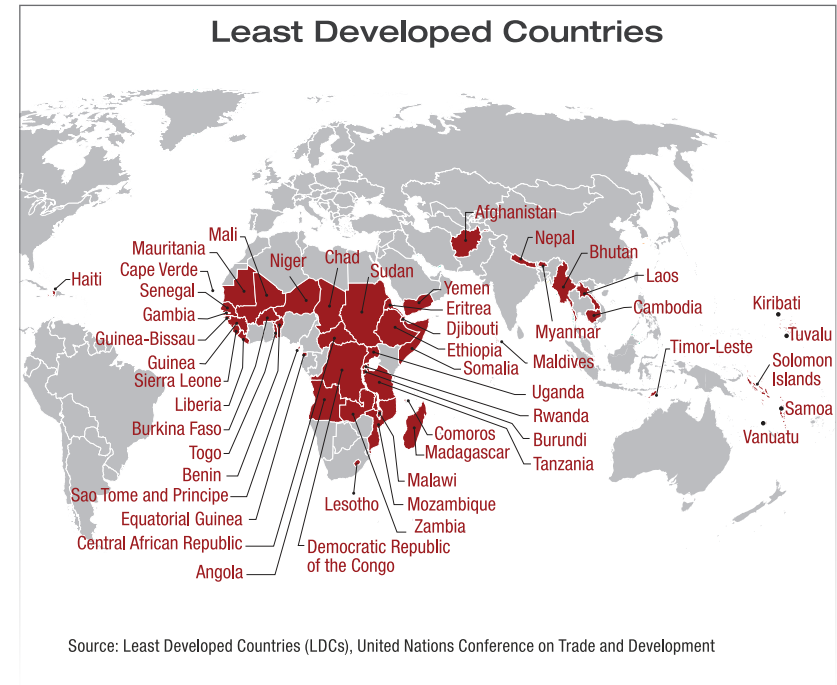 Least Developed Countries
Afghanistan
Nepal
Bhutan
Laos
Cambodia
Myanmar
Maldives
Timor-Leste
Kiribati
Tuvalu
Solomon
Islands
Samoa
Vanuatu
Haiti
Mali
Mauritania
Cape Verde
Senegal
Gambia
Guinea-Bissau
Guinea
Sierra Leone
Liberia
Burkina Faso
Togo
Benin
Sao Tome and Principe
Equatorial Guinea
Central African Republic
Angola
Niger
Chad
Sudan
Yemen
Eritrea
Djibouti
Ethiopia
Somalia
Uganda
Rwanda
Burundi
Tanzania
Comoros
Madagascar
Malawi
Mozambique
Zambia
Lesotho
Democratic Republic
of the Congo
Source: Least Developed Countries (LDCs), United Nations Conference on Trade and Development